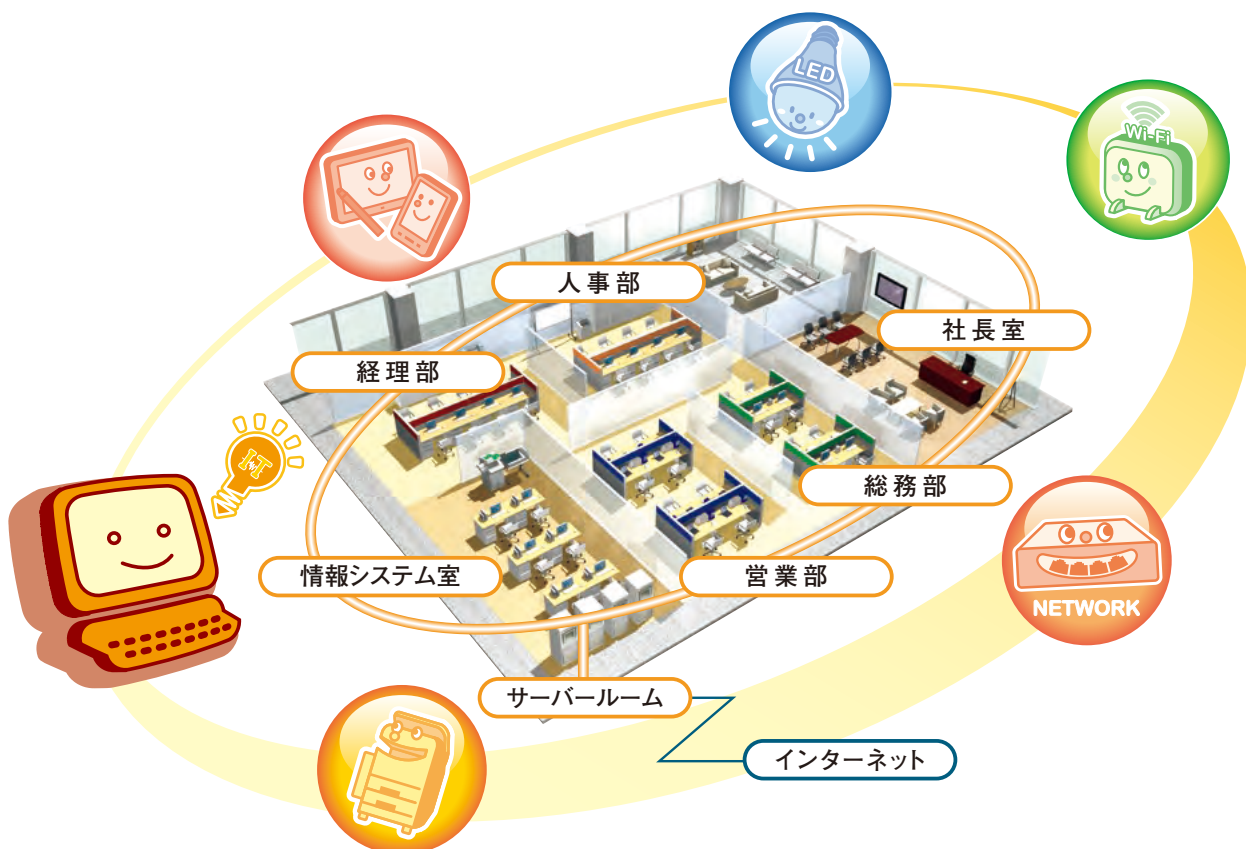 LED
Wi-Fi
人事部
社長室
経理部
IT
総務部
情報システム室
営業部
NETWORK
サーバールーム
インターネット